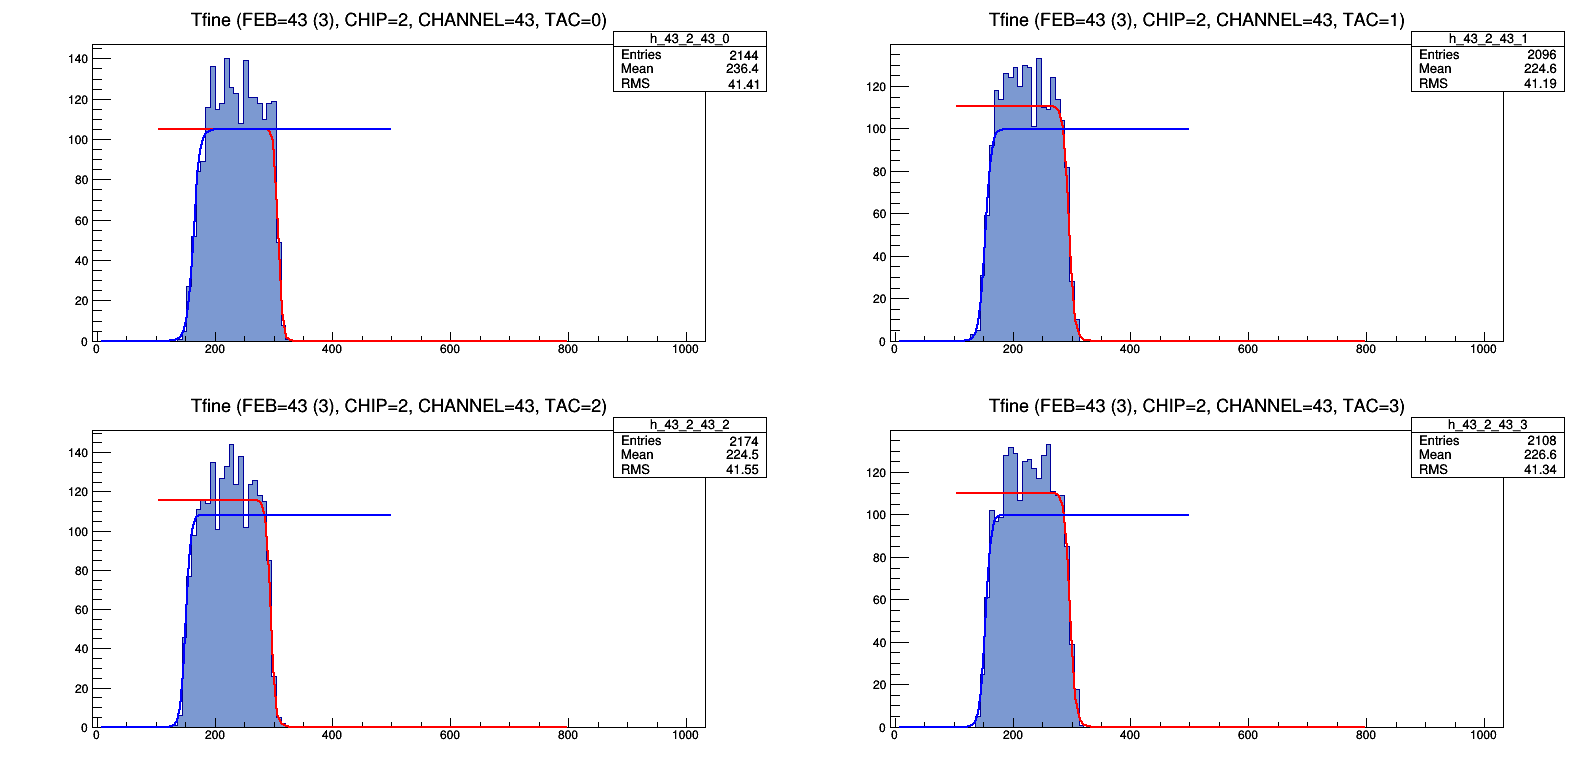 Tfine (FEB=43 (3), CHIP=2, CHANNEL=43, TAC=0)
h_43_2_43_0
Entries 2144
Mean 236.4
RMS 41.41
140
120
100
80
60
40
20
0
0 200 400 600 800 1000
Tfine (FEB=43 (3), CHIP=2, CHANNEL=43, TAC=1)
h_43_2_43_1
Entries 2096
Mean 224.6
RMS 41.19
120
100
80
60
40
20
0
0 200 400 600 800 1000
Tfine (FEB=43 (3), CHIP=2, CHANNEL=43, TAC=2)
h_43_2_43_2
Entries 2174
Mean 224.5
RMS 41.55
140
120
100
80
60
40
20
0
0 200 400 600 800 1000
Tfine (FEB=43 (3), CHIP=2, CHANNEL=43, TAC=3)
h_43_2_43_3
Entries 2108
Mean 226.6
RMS 41.34
120
100
80
60
40
20
0
0 200 400 600 800 1000